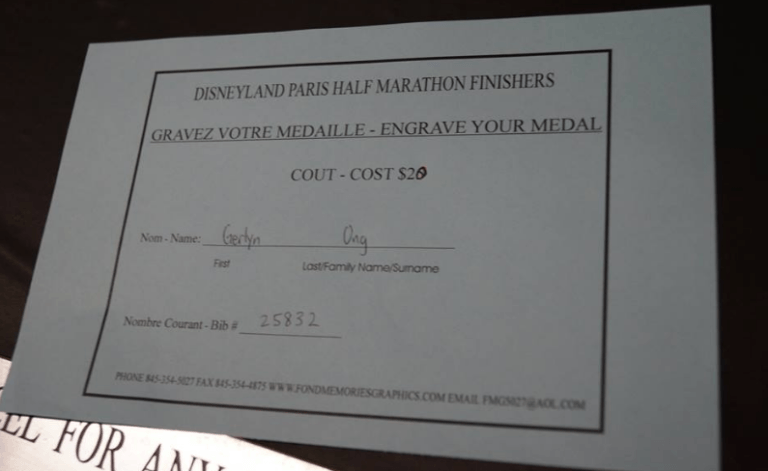 DISNEYLAND PARIS HALF MARATHON FINISHERS
GRAVEZ VOTRE MEDAILLE - ENGRAVE YOUR MEDAL
COUT - COST $20
Nom - Name: Gerlyn Ong
First Last/Family Name/Surname
Nombre Courant - Bib # 25832
PHONE 845-354-5027 FAX 845-354-4875 WWW.FONDMEMORIESGRAPHICS.COM EMAIL FMG5027@AOL.COM
FOR